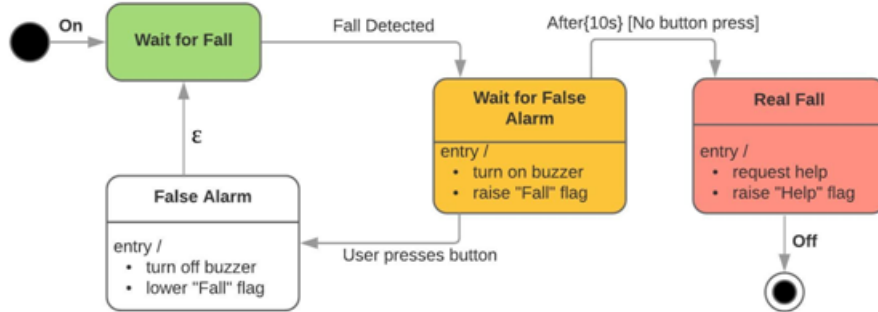 On
Wait for Fall
Fall Detected
After{10s} [No button press]
Wait for False
Alarm
entry /
• turn on buzzer
• raise "Fall" flag
Real Fall
entry /
• request help
• raise "Help" flag
ε
False Alarm
entry /
• turn off buzzer
• lower "Fall" flag
User presses button
Off